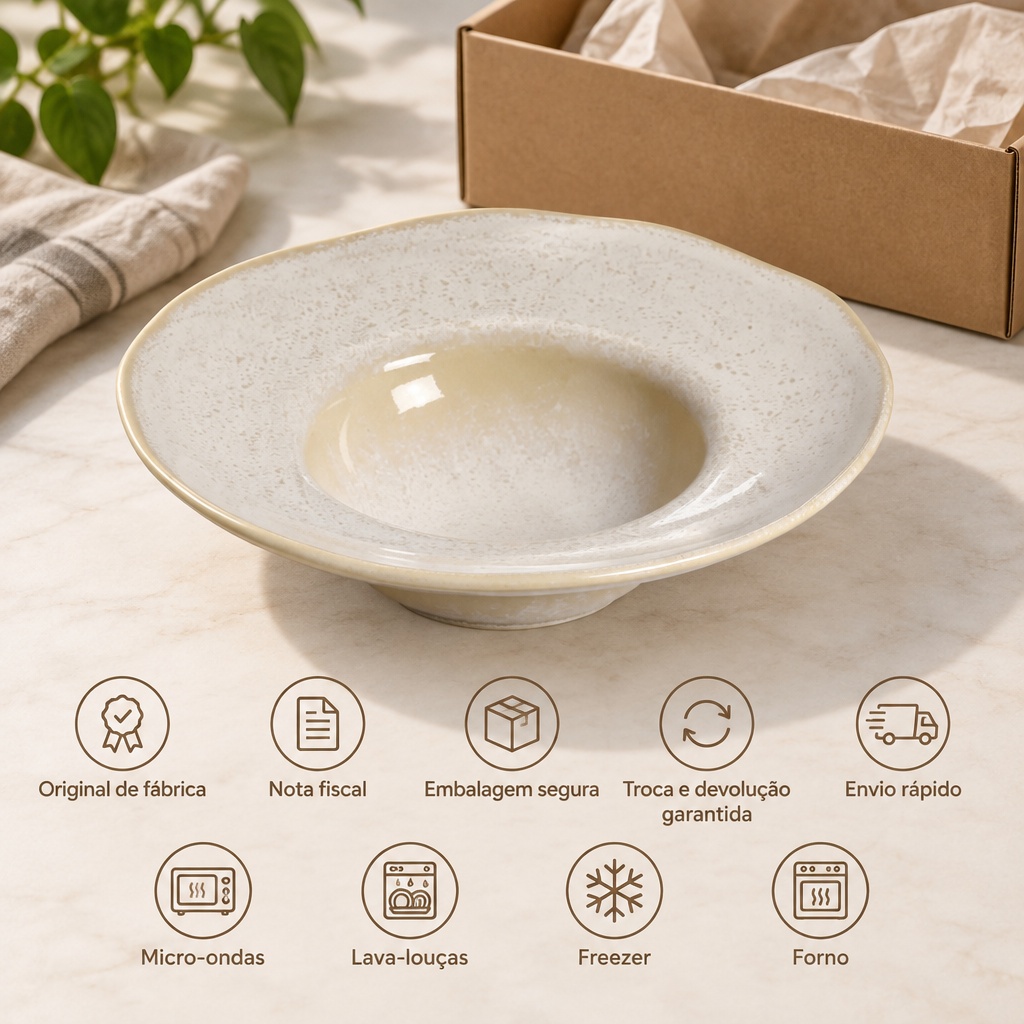 Original de fábrica
Nota fiscal
Embalagem segura
Troca e devolução
garantida
Envio rápido
Micro-ondas
Lava-louças
Freezer
Forno